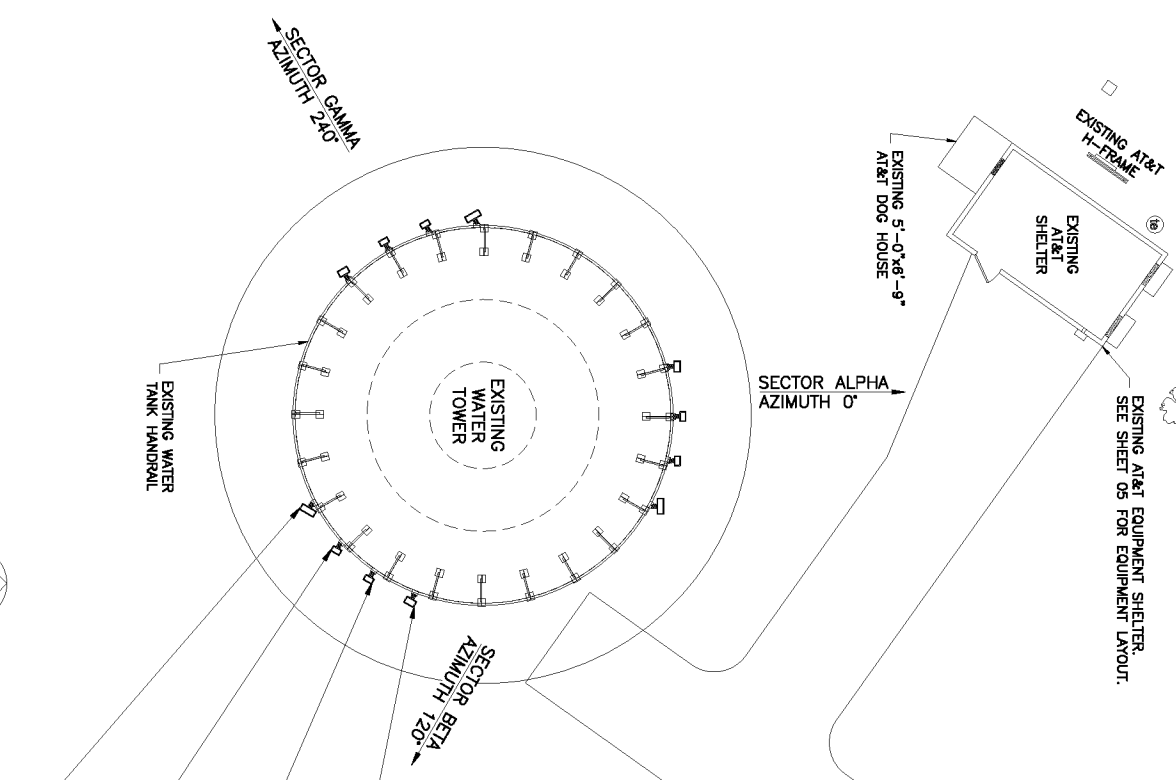 SECTOR GAMMA
AZIMUTH 240°
EXISTING AT&T
H-FRAME
EXISTING 5'-0"x6'-9"
AT&T DOG HOUSE
EXISTING
AT&T
SHELTER
SECTOR ALPHA
AZIMUTH 0°
EXISTING
WATER
TOWER
EXISTING WATER
TANK HANDRAIL
EXISTING AT&T EQUIPMENT SHELTER.
SEE SHEET 05 FOR EQUIPMENT LAYOUT.
SECTOR BETA
AZIMUTH 120°